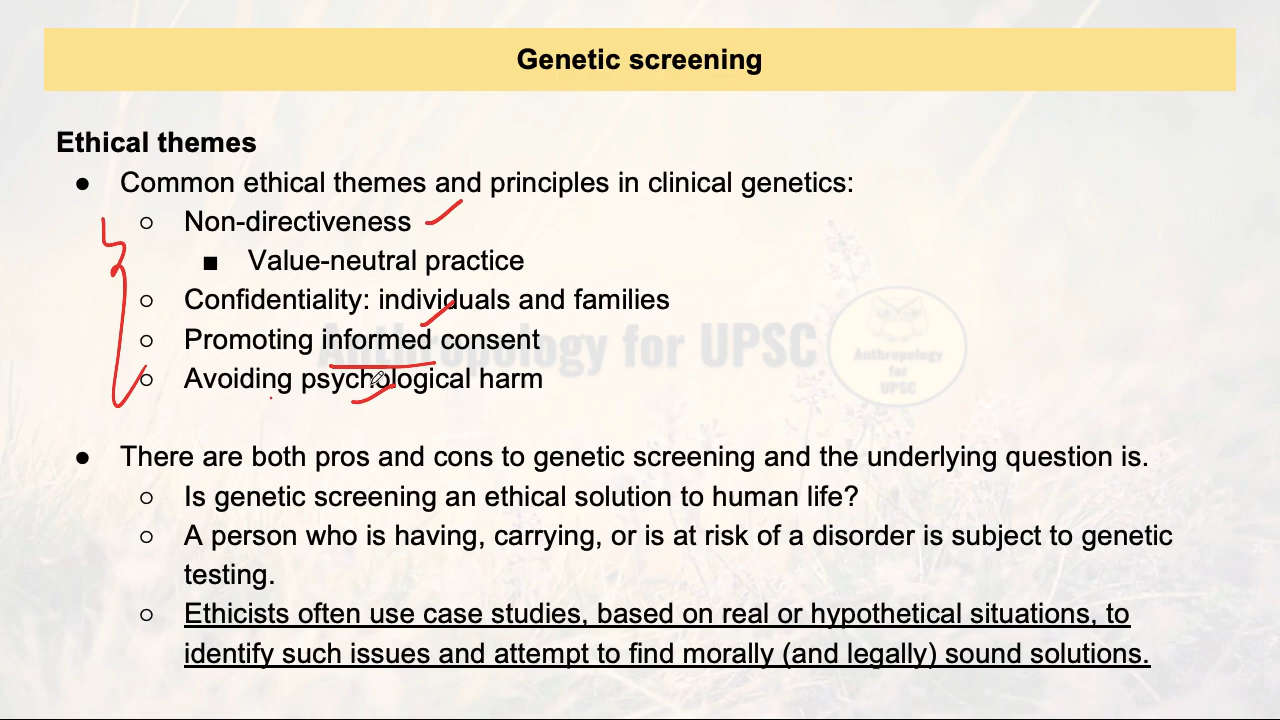 Genetic screening
Ethical themes
● Common ethical themes and principles in clinical genetics:
○ Non-directiveness
■ Value-neutral practice
○ Confidentiality: individuals and families
○ Promoting informed consent
○ Avoiding psychological harm
Anthropology for UPSC
Anthropology
for
UPSC
● There are both pros and cons to genetic screening and the underlying question is.
○ Is genetic screening an ethical solution to human life?
○ A person who is having, carrying, or is at risk of a disorder is subject to genetic
testing.
○ Ethicists often use case studies, based on real or hypothetical situations, to
identify such issues and attempt to find morally (and legally) sound solutions.